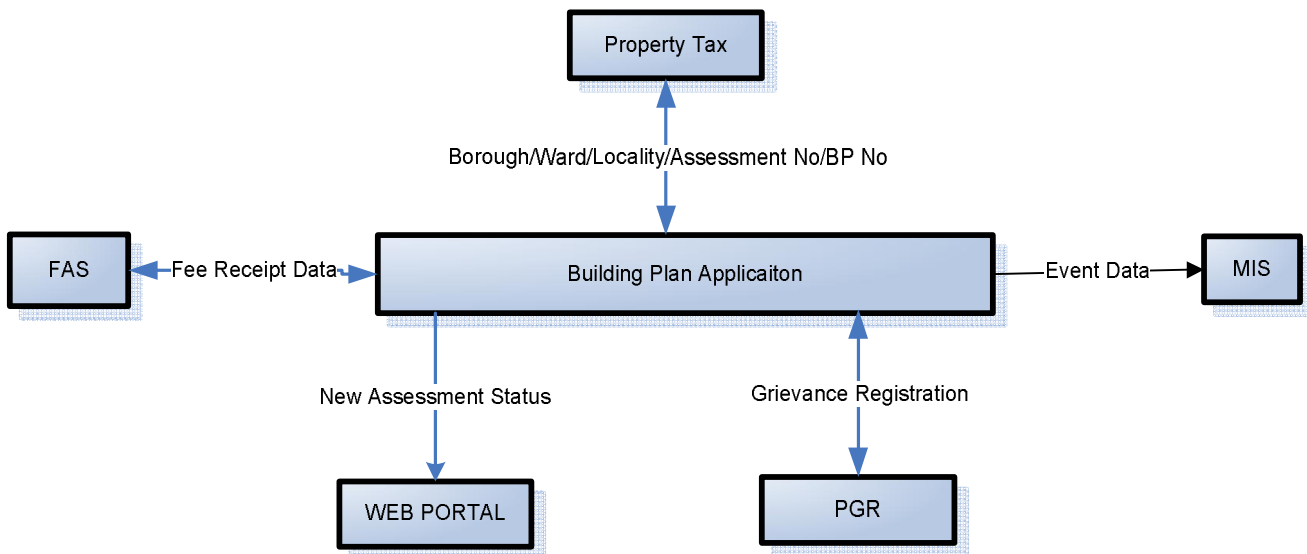 Property Tax
Borough/Ward/Locality/Assessment No/BP No
FAS
Fee Receipt Data
Building Plan Applicaiton
Event Data
MIS
New Assessment Status
Grievance Registration
WEB PORTAL
PGR